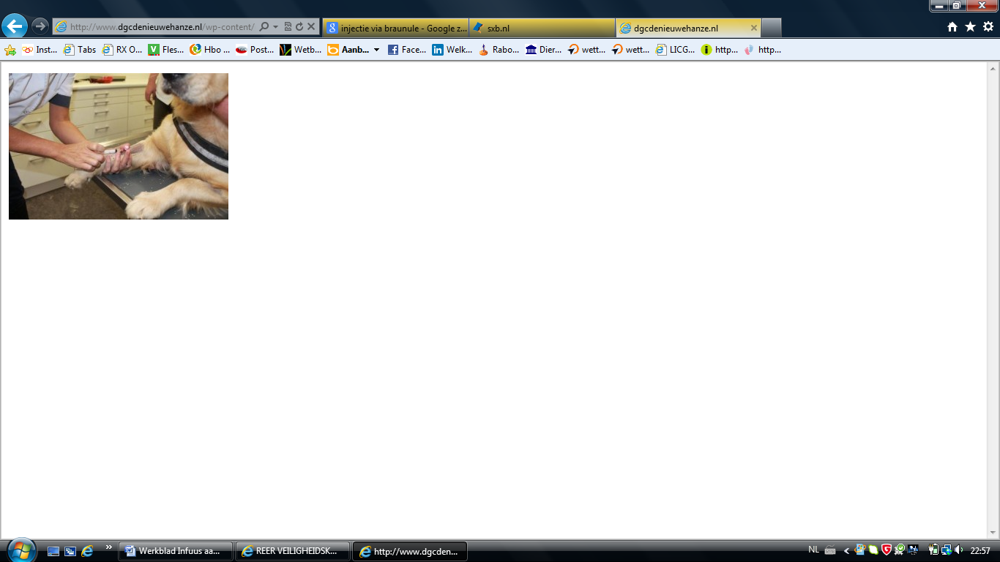 http://www.dgcdenieuwehanze.nl/wp-content/
injectie via braunule - Google z...
sxb.nl
dgcdenieuwehanze.nl
Inst...
Tabs
RX O...
Fles...
Hbo ...
Post...
Wetb...
Aanb...
Face...
Welk...
Rabo...
Dier...
wett...
wett...
LICG...
http...
http...
Werkblad Infuus aa...
REER VEILIGHEIDSK...
http://www.dgcden...
NL
22:57